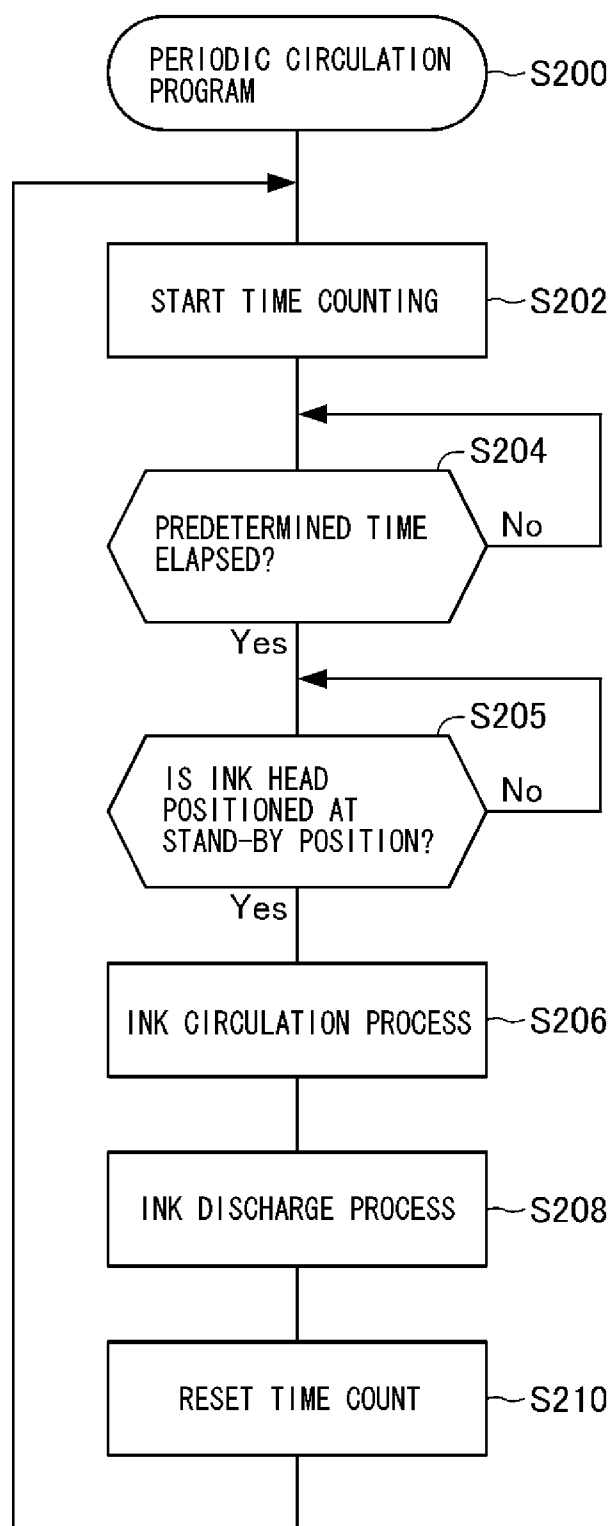 PERIODIC CIRCULATION
PROGRAM
S200
START TIME COUNTING
S202
S204
PREDETERMINED TIME
ELAPSED?
No
Yes
S205
IS INK HEAD
POSITIONED AT
STAND-BY POSITION?
No
Yes
INK CIRCULATION PROCESS
S206
INK DISCHARGE PROCESS
S208
RESET TIME COUNT
S210